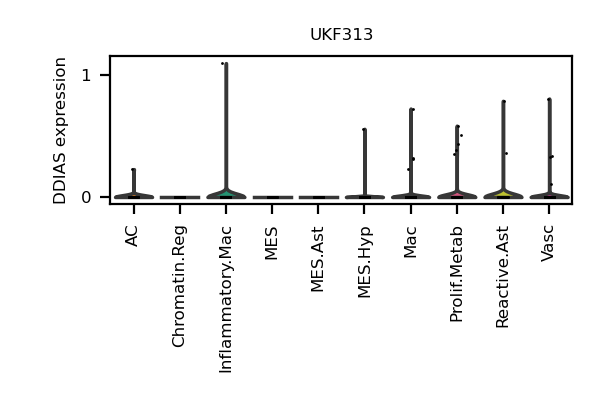 UKF313
DDIAS expression
1
0
AC
Chromatin.Reg
Inflammatory.Mac
MES
MES.Ast
MES.Hyp
Mac
Prolif.Metab
Reactive.Ast
Vasc